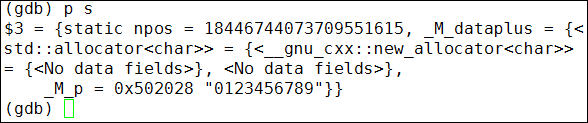 (gdb) p s
$3 = {static npos = 18446744073709551615, _M_dataplus = {<
std::allocator<char>> = {<__gnu_cxx::new_allocator<char>>
= {<No data fields>}, <No data fields>},
    _M_p = 0x502028 "0123456789"}}
(gdb)